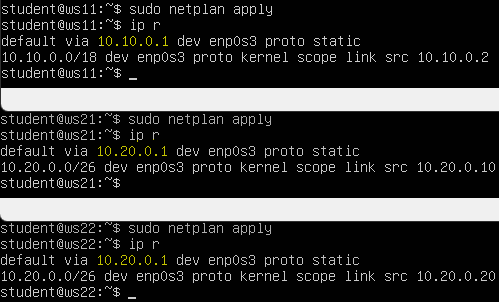 student@ws11:~$ sudo netplan apply
student@ws11:~$ ip r
default via 10.10.0.1 dev enp0s3 proto static
10.10.0.0/18 dev enp0s3 proto kernel scope link src 10.10.0.2
student@ws11:~$ _
student@ws21:~$ sudo netplan apply
student@ws21:~$ ip r
default via 10.20.0.1 dev enp0s3 proto static
10.20.0.0/26 dev enp0s3 proto kernel scope link src 10.20.0.10
student@ws21:~$
student@ws22:~$ sudo netplan apply
student@ws22:~$ ip r
default via 10.20.0.1 dev enp0s3 proto static
10.20.0.0/26 dev enp0s3 proto kernel scope link src 10.20.0.20
student@ws22:~$ _